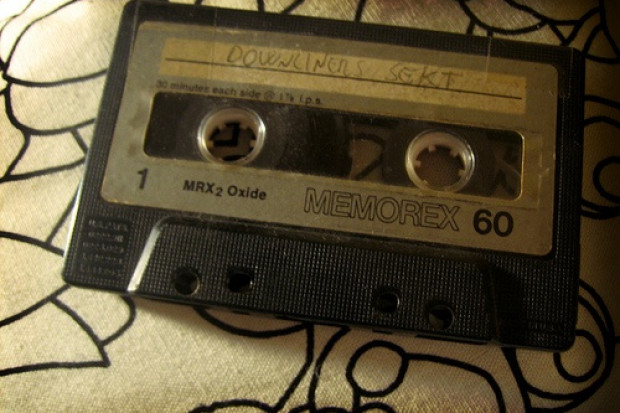 DOWNLINERS SEKT
30 minutes each side @ 1⅞ i.p.s.
1 MRX2 Oxide MEMOREX 60